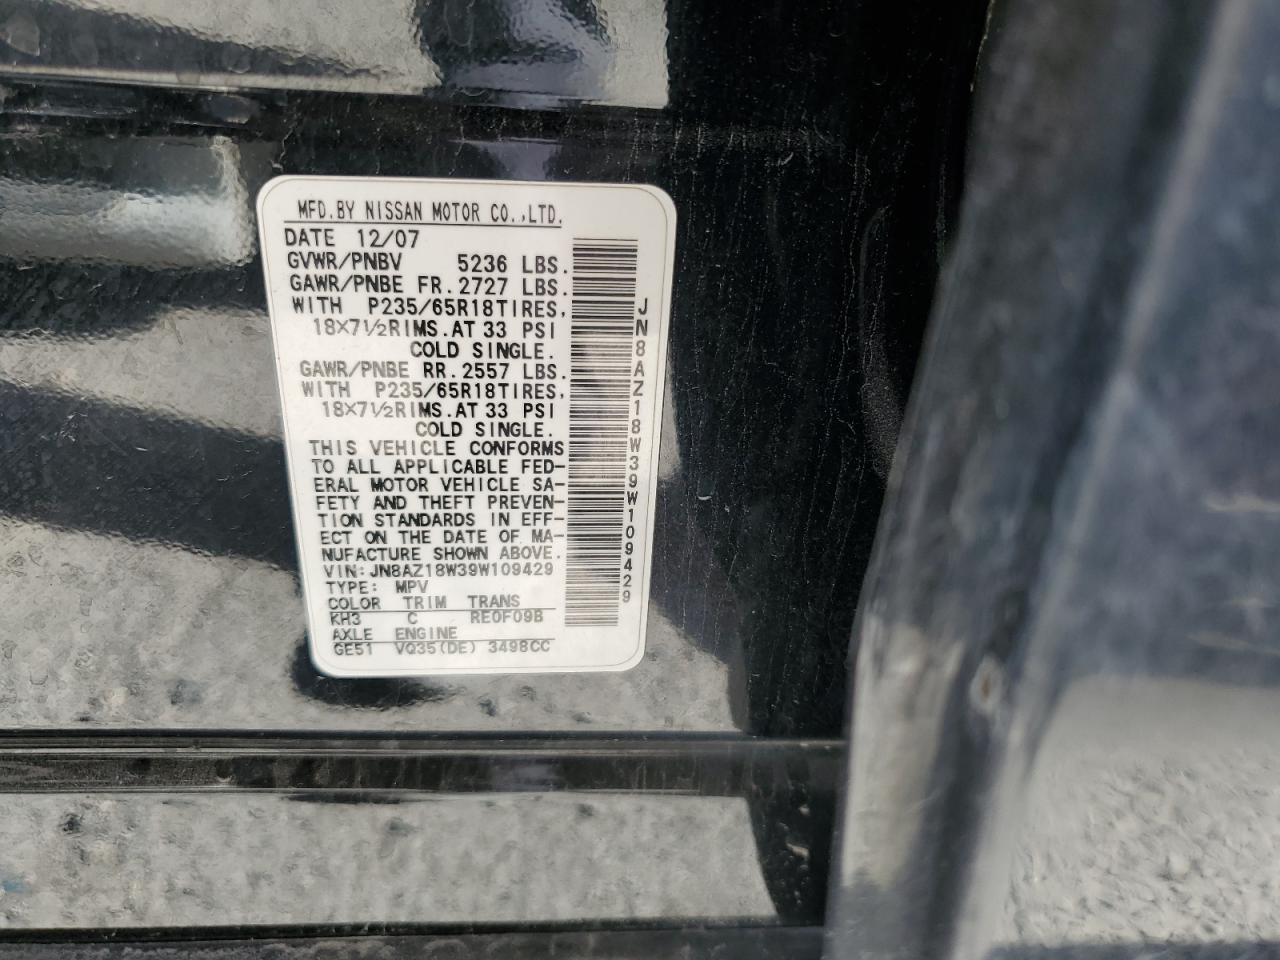 MFD.BY NISSAN MOTOR CO.,LTD.
DATE 12/07
GVWR/PNBV 5236 LBS.
GAWR/PNBE FR.2727 LBS.
WITH P235/65R18TIRES,
18×7½RIMS.AT 33 PSI
COLD SINGLE.
GAWR/PNBE RR.2557 LBS.
WITH P235/65R18TIRES,
18×7½RIMS.AT 33 PSI
COLD SINGLE.
THIS VEHICLE CONFORMS
TO ALL APPLICABLE FED-
ERAL MOTOR VEHICLE SA-
FETY AND THEFT PREVEN-
TION STANDARDS IN EFF-
ECT ON THE DATE OF MA-
NUFACTURE SHOWN ABOVE.
VIN: JN8AZ18W39W109429
TYPE: MPV
COLOR TRIM TRANS
KH3 C RE0F09B
AXLE ENGINE
GE51 VQ35(DE) 3498CC
JN8AZ18W39W109429